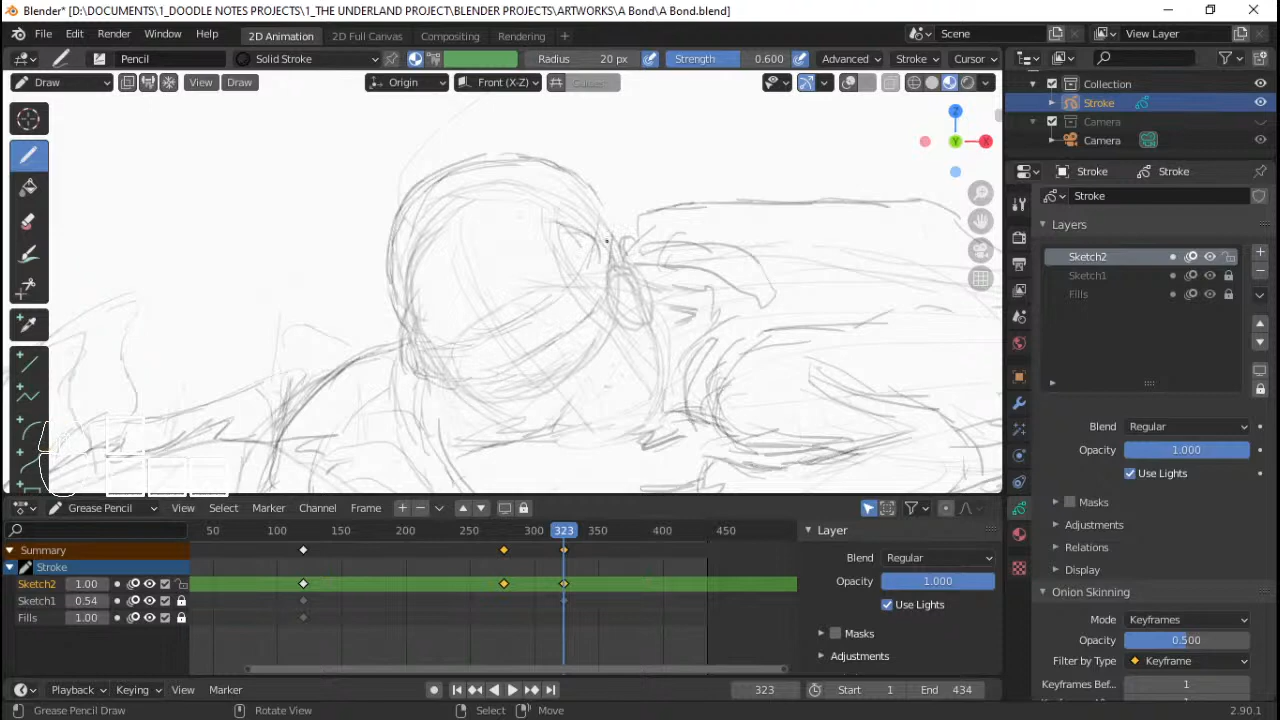 Blender* [D:\DOCUMENTS\1_DOODLE NOTES PROJECTS\1_THE UNDERLAND PROJECT\BLENDER PROJECTS\ARTWORKS\A Bond\A Bond.blend]
File Edit Render Window Help 2D Animation 2D Full Canvas Compositing Rendering Scene View Layer
Pencil Solid Stroke Radius 20 px Strength 0.600 Advanced Stroke Cursor
Draw View Draw Origin Front (X-Z)
Collection
Stroke
Camera
Camera
Stroke Stroke
Stroke
Layers
Sketch2
Sketch1
Fills
Blend Regular
Opacity 1.000
Use Lights
Masks
Adjustments
Relations
Display
Onion Skinning
Mode Keyframes
Opacity 0.500
Filter by Type Keyframe
Keyframes Bef.. 1
Grease Pencil View Select Marker Channel Frame
50 100 150 200 250 300 323 350 400 450
Summary
Stroke
Sketch2 1.00
Sketch1 0.54
Fills 1.00
Layer
Blend Regular
Opacity 1.000
Use Lights
Masks
Adjustments
Playback Keying View Marker 323 Start 1 End 434
Grease Pencil Draw Rotate View Select Move 2.90.1